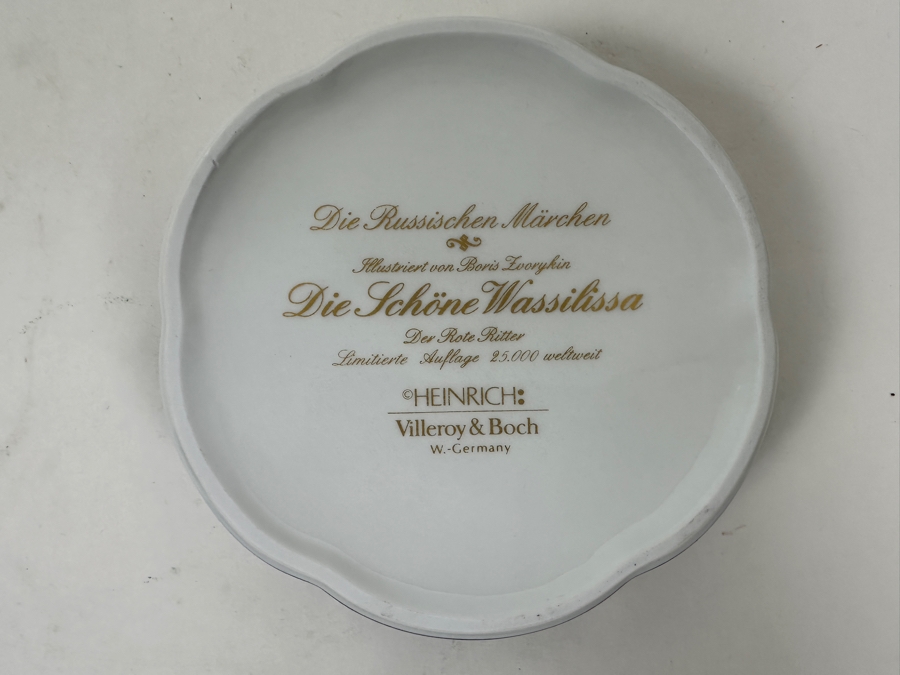 Die Russischen Märchen
Illustriert von Boris Zvorykin
Die Schöne Wassilissa
Der Rote Ritter
Limitierte Auflage 25.000 weltweit
©HEINRICH:
Villeroy & Boch
W.-Germany